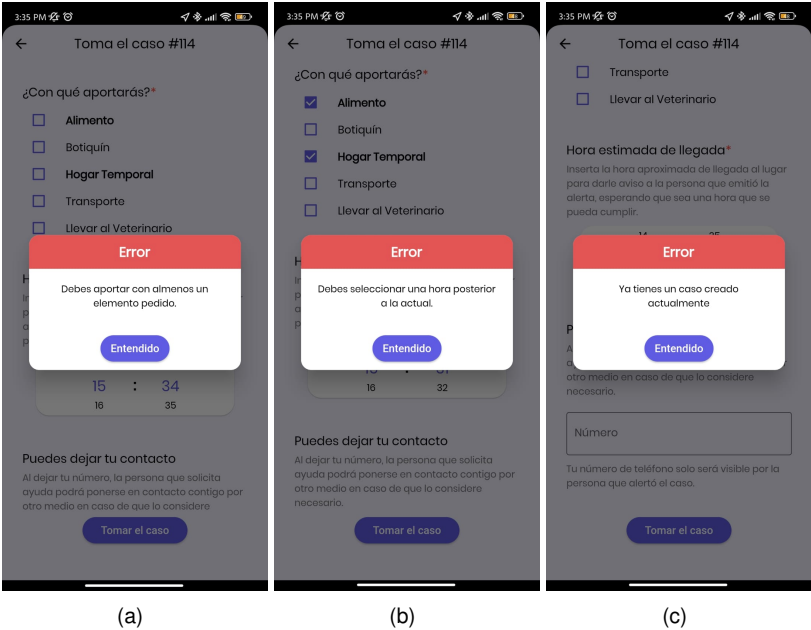 3:35 PM
Toma el caso #114
¿Con qué aportarás?*
Alimento
Botiquín
Hogar Temporal
Transporte
Llevar al Veterinario
Error
Debes aportar con almenos un
elemento pedido.
Entendido
15 : 34
16 35
Puedes dejar tu contacto
Al dejar tu número, la persona que solicita
ayuda podrá ponerse en contacto contigo por
otro medio en caso de que lo considere
Tomar el caso
(a)
3:35 PM
Toma el caso #114
¿Con qué aportarás?*
Alimento
Botiquín
Hogar Temporal
Transporte
Llevar al Veterinario
Error
Debes seleccionar una hora posterior
a la actual.
Entendido
16 32
Puedes dejar tu contacto
Al dejar tu número, la persona que solicita
ayuda podrá ponerse en contacto contigo por
otro medio en caso de que lo considere
necesario.
Tomar el caso
(b)
3:35 PM
Toma el caso #114
Transporte
Llevar al Veterinario
Hora estimada de llegada*
Inserta la hora aproximada de llegada al lugar
para darle aviso a la persona que emitió la
alerta, esperando que sea una hora que se
pueda cumplir.
Error
Ya tienes un caso creado
actualmente
Entendido
otro medio en caso de que lo considere
necesario.
Número
Tu número de teléfono solo será visible por la
persona que alertó el caso.
Tomar el caso
(c)